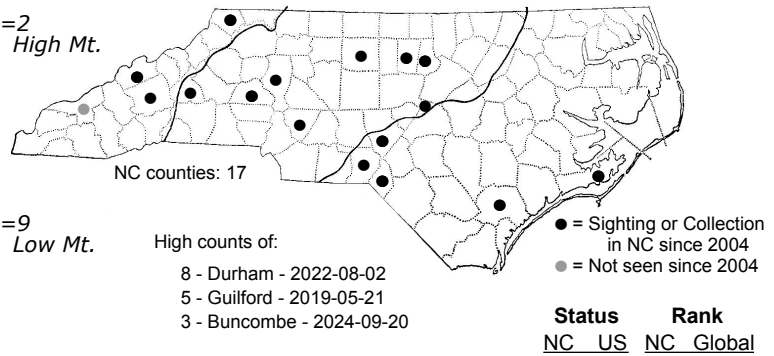 =2
High Mt.
NC counties: 17
=9
Low Mt.
High counts of:
8 - Durham - 2022-08-02
5 - Guilford - 2019-05-21
3 - Buncombe - 2024-09-20
= Sighting or Collection
in NC since 2004
= Not seen since 2004
Status Rank
NC US NC Global